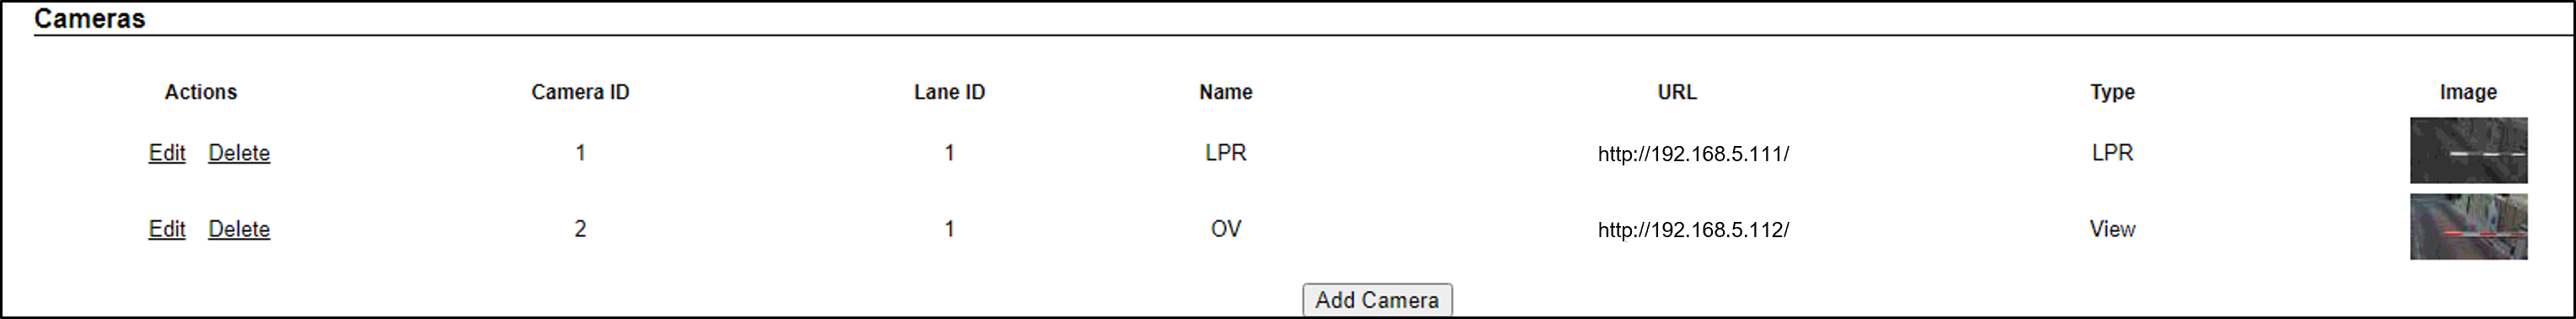 Cameras
Actions Camera ID Lane ID Name URL Type Image
Edit Delete 1 1 LPR http://192.168.5.111/ LPR
Edit Delete 2 1 OV http://192.168.5.112/ View
Add Camera